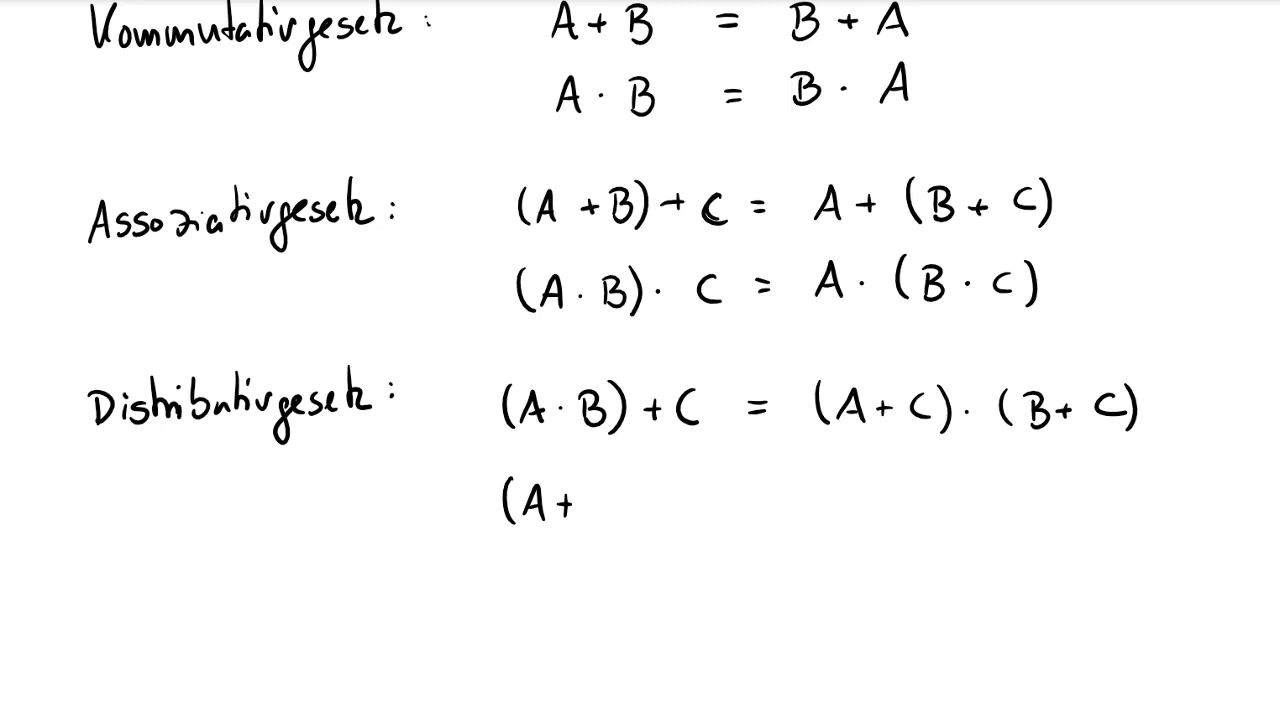 Kommutativgesetz : A + B = B + A
A · B = B · A
Assoziativgesetz : (A + B) + C = A + (B + C)
(A · B) · C = A · (B · C)
Distributivgesetz : (A · B) + C = (A + C) · (B + C)
(A +